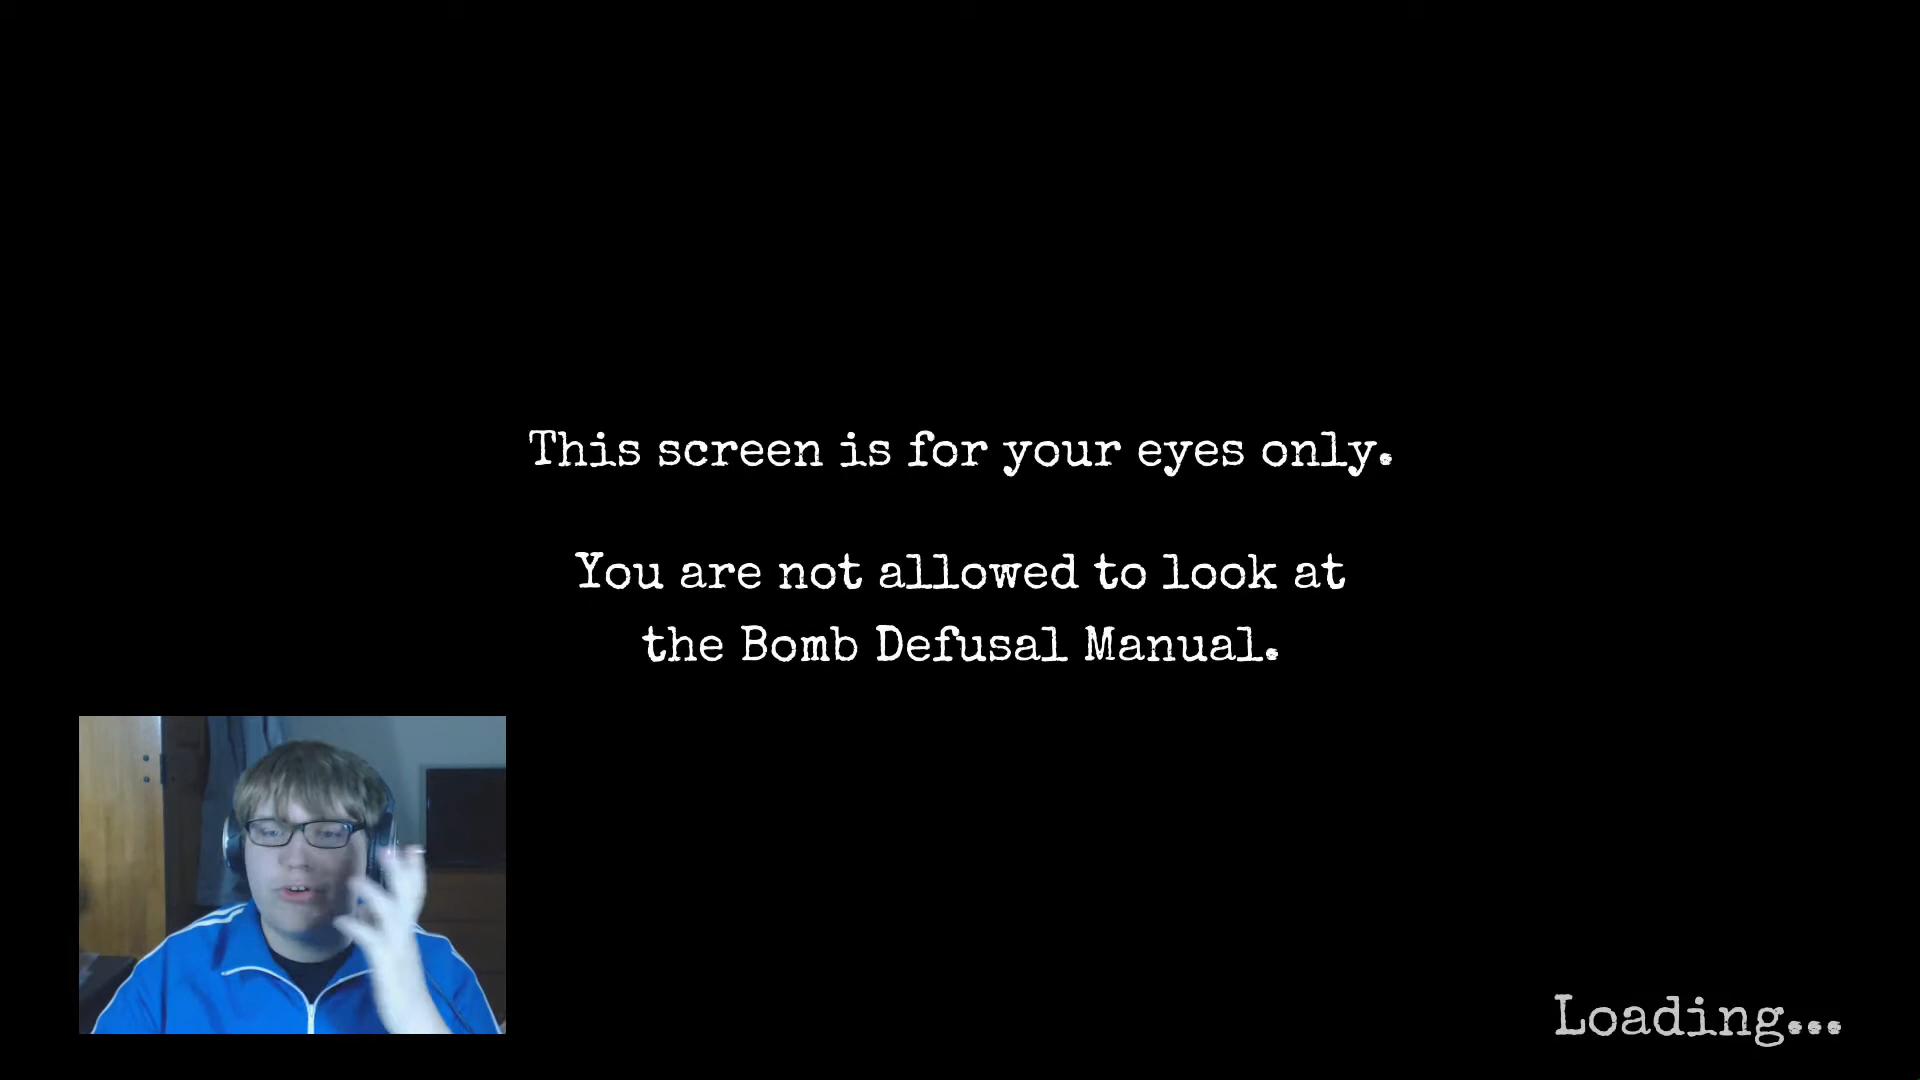 This screen is for your eyes only.
You are not allowed to look at
the Bomb Defusal Manual.
Loading...